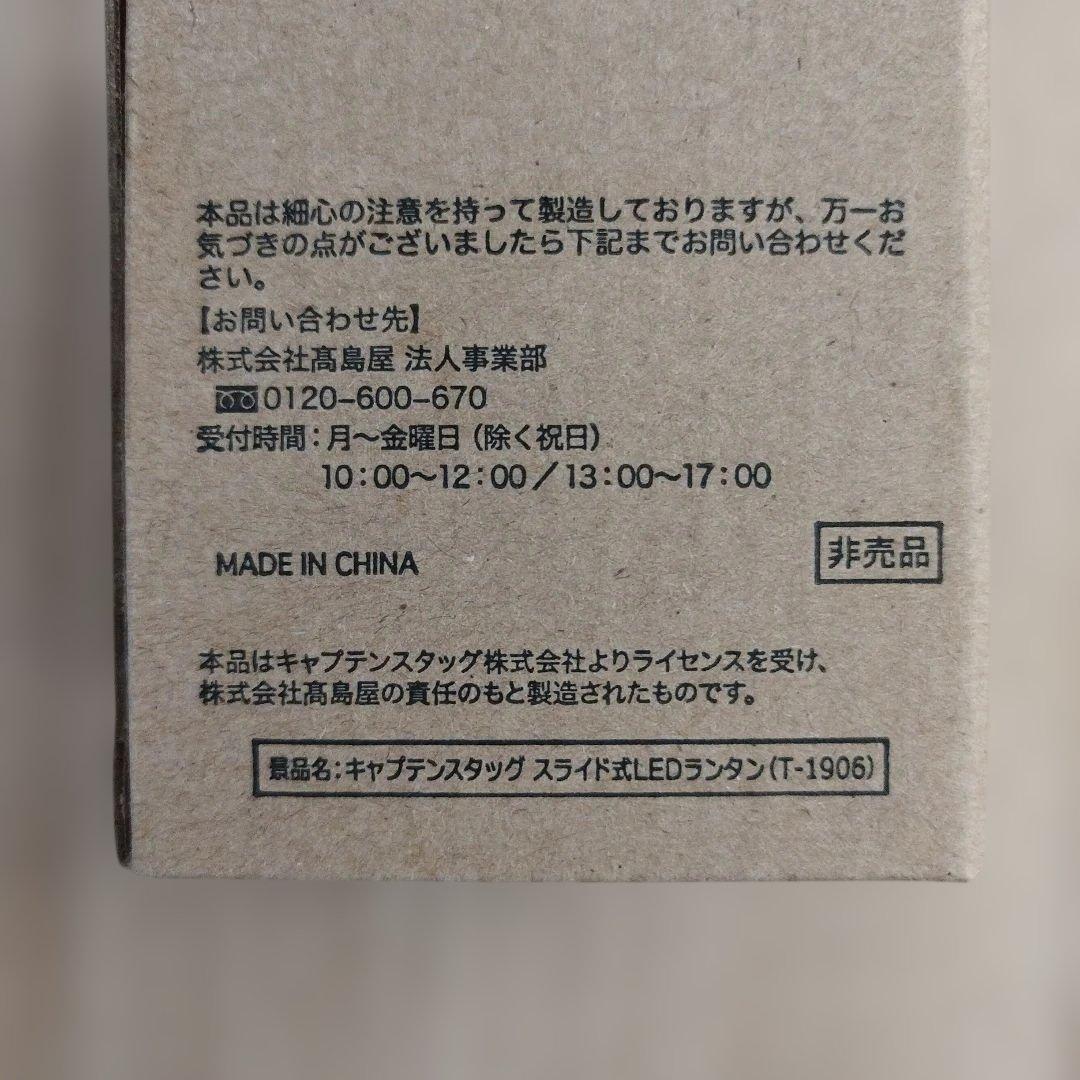 本品は細心の注意を持って製造しておりますが、万一お
気づきの点がございましたら下記までお問い合わせくだ
さい。
【お問い合わせ先】
株式会社髙島屋 法人事業部
0120-600-670
受付時間:月~金曜日(除く祝日)
10:00~12:00/13:00~17:00
MADE IN CHINA
非売品
本品はキャプテンスタッグ株式会社よりライセンスを受け、
株式会社髙島屋の責任のもと製造されたものです。
景品名:キャプテンスタッグ スライド式LEDランタン(T-1906)